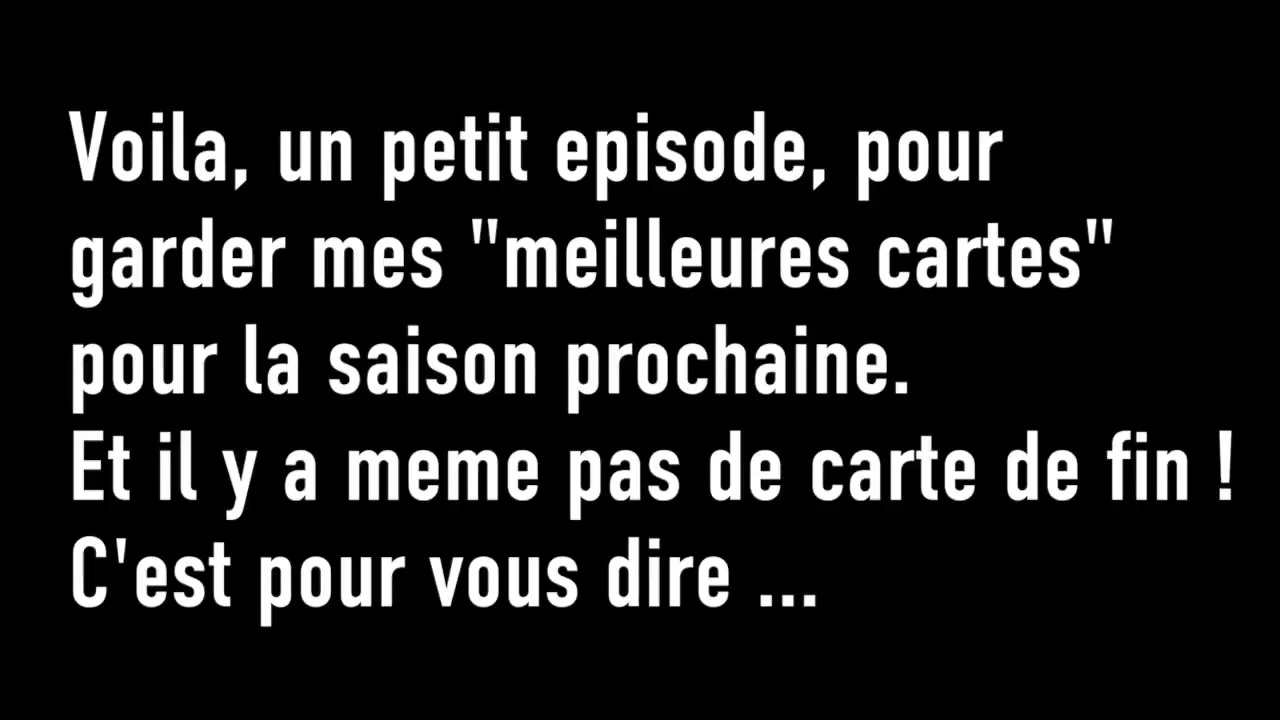 Voila, un petit episode, pour
garder mes "meilleures cartes"
pour la saison prochaine.
Et il y a meme pas de carte de fin !
C'est pour vous dire ...